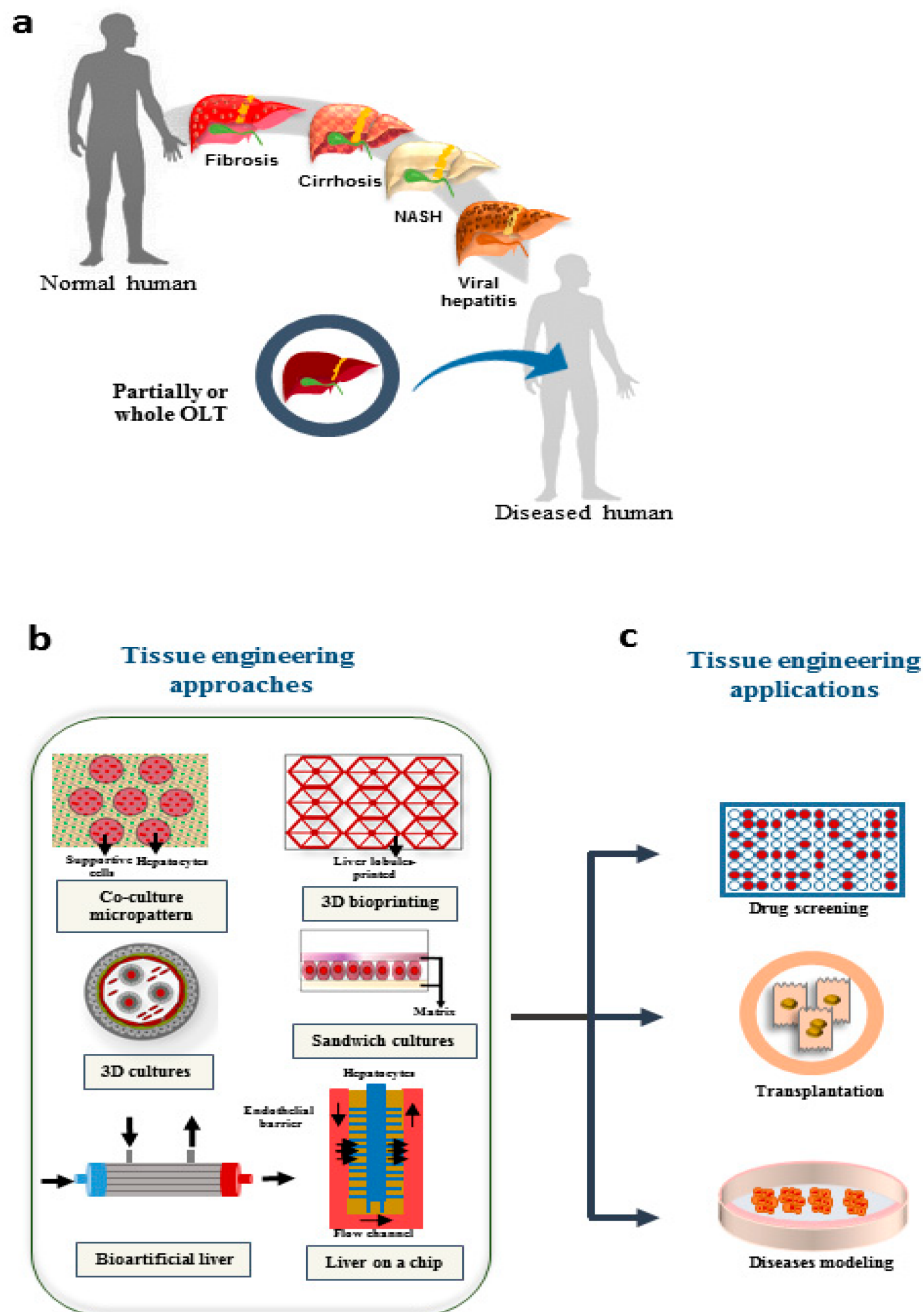 a
Fibrosis
Cirrhosis
NASH
Viral
hepatitis
Normal human
Partially or
whole OLT
Diseased human
b
Tissue engineering
approaches
Supportive
cells
Hepatocytes
Co-culture
micropattern
Liver lobules-
printed
3D bioprinting
3D cultures
Matrix
Sandwich cultures
Bioartificial liver
Hepatocytes
Endothelial
barrier
Flow channel
Liver on a chip
c
Tissue engineering
applications
Drug screening
Transplantation
Diseases modeling